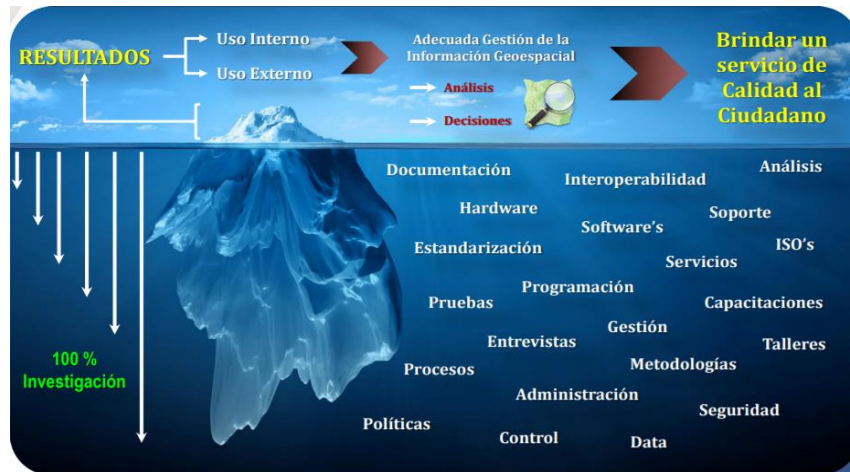 RESULTADOS
Uso Interno
Uso Externo
Adecuada Gestión de la
Información Geoespacial
Análisis
Decisiones
Brindar un
servicio de
Calidad al
Ciudadano
Documentación
Interoperabilidad
Análisis
Hardware
Software's
Soporte
Estandarización
Servicios
ISO's
Pruebas
Programación
Capacitaciones
Entrevistas
Gestión
Talleres
Procesos
Metodologías
100 %
Investigación
Administración
Seguridad
Políticas
Control
Data